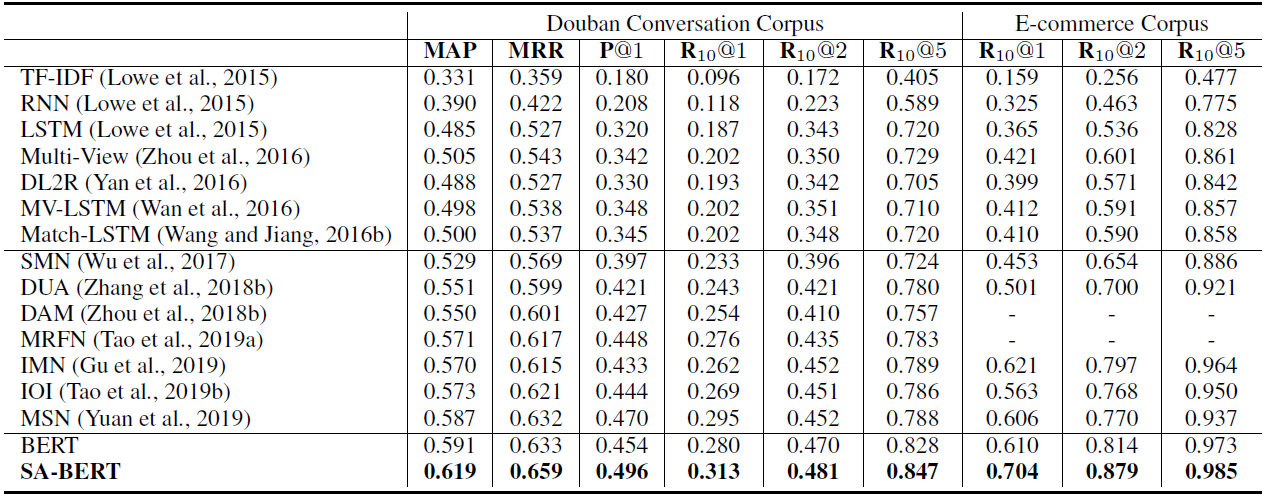 Douban Conversation Corpus E-commerce Corpus
MAP MRR P@1 R10@1 R10@2 R10@5 R10@1 R10@2 R10@5
TF-IDF (Lowe et al., 2015) 0.331 0.359 0.180 0.096 0.172 0.405 0.159 0.256 0.477
RNN (Lowe et al., 2015) 0.390 0.422 0.208 0.118 0.223 0.589 0.325 0.463 0.775
LSTM (Lowe et al., 2015) 0.485 0.527 0.320 0.187 0.343 0.720 0.365 0.536 0.828
Multi-View (Zhou et al., 2016) 0.505 0.543 0.342 0.202 0.350 0.729 0.421 0.601 0.861
DL2R (Yan et al., 2016) 0.488 0.527 0.330 0.193 0.342 0.705 0.399 0.571 0.842
MV-LSTM (Wan et al., 2016) 0.498 0.538 0.348 0.202 0.351 0.710 0.412 0.591 0.857
Match-LSTM (Wang and Jiang, 2016b) 0.500 0.537 0.345 0.202 0.348 0.720 0.410 0.590 0.858
SMN (Wu et al., 2017) 0.529 0.569 0.397 0.233 0.396 0.724 0.453 0.654 0.886
DUA (Zhang et al., 2018b) 0.551 0.599 0.421 0.243 0.421 0.780 0.501 0.700 0.921
DAM (Zhou et al., 2018b) 0.550 0.601 0.427 0.254 0.410 0.757 - - -
MRFN (Tao et al., 2019a) 0.571 0.617 0.448 0.276 0.435 0.783 - - -
IMN (Gu et al., 2019) 0.570 0.615 0.433 0.262 0.452 0.789 0.621 0.797 0.964
IOI (Tao et al., 2019b) 0.573 0.621 0.444 0.269 0.451 0.786 0.563 0.768 0.950
MSN (Yuan et al., 2019) 0.587 0.632 0.470 0.295 0.452 0.788 0.606 0.770 0.937
BERT 0.591 0.633 0.454 0.280 0.470 0.828 0.610 0.814 0.973
SA-BERT 0.619 0.659 0.496 0.313 0.481 0.847 0.704 0.879 0.985